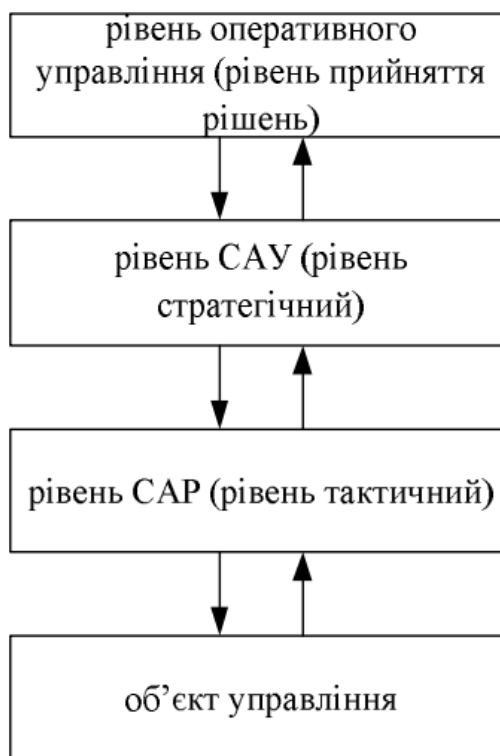 рівень оперативного
управління (рівень прийняття
рішень)
рівень САУ (рівень
стратегічний)
рівень САР (рівень тактичний)
об’єкт управління